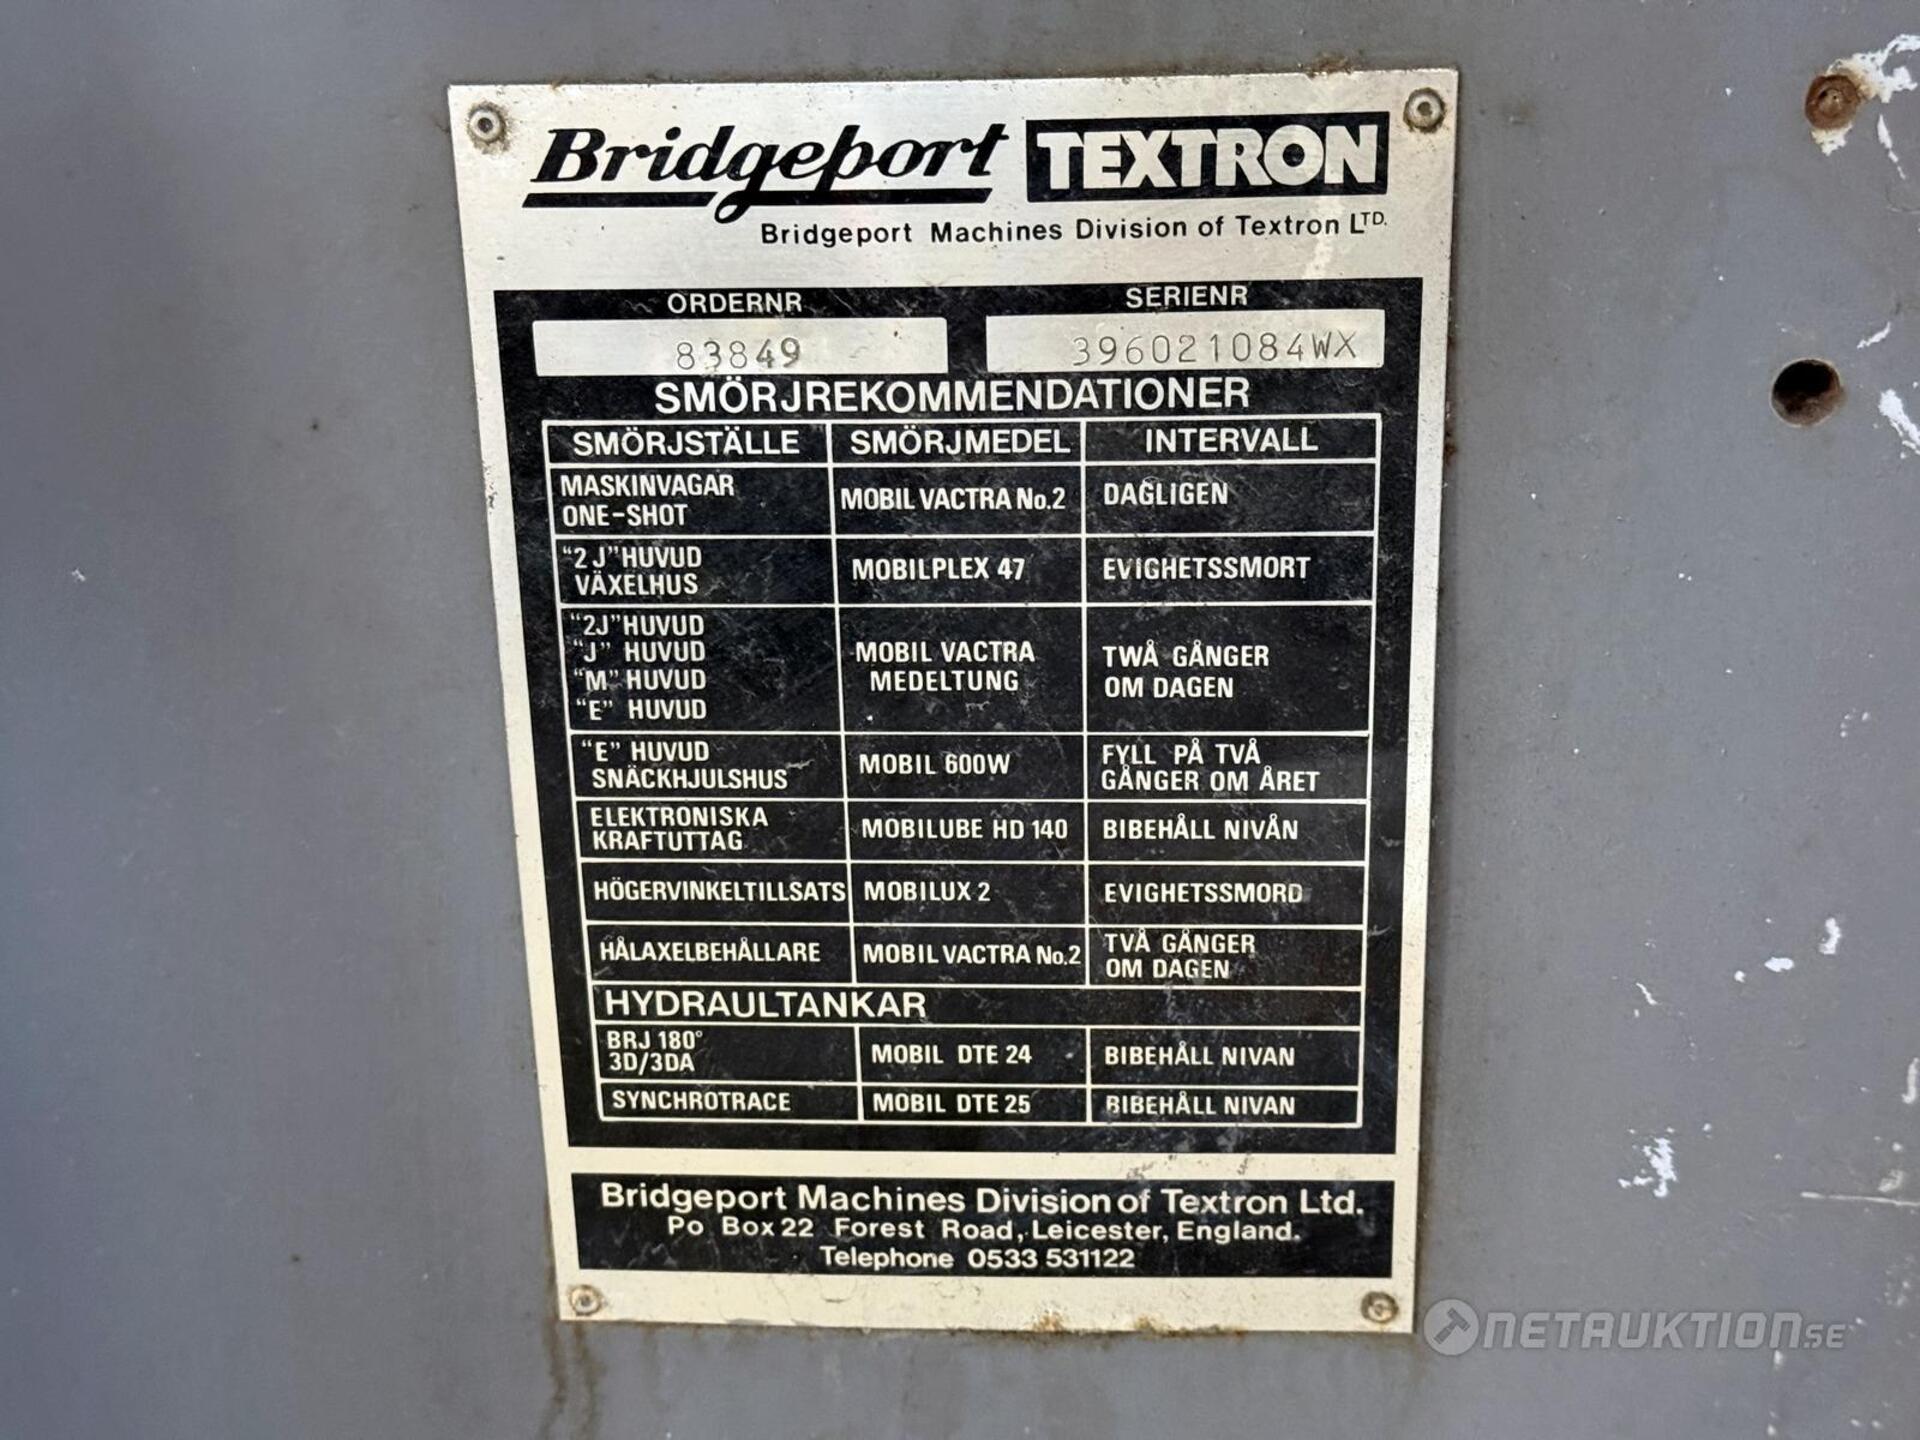 Bridgeport TEXTRON
Bridgeport Machines Division of Textron LTD.
ORDERNR SERIENR
83849 396021084WX
SMÖRJREKOMMENDATIONER
SMÖRJSTÄLLE SMÖRJMEDEL INTERVALL
MASKINVAGAR
ONE-SHOT
MOBIL VACTRA No.2
DAGLIGEN
"2 J" HUVUD
VÄXELHUS
MOBILPLEX 47
EVIGHETSSMORT
"2J" HUVUD
"J" HUVUD
"M" HUVUD
"E" HUVUD
MOBIL VACTRA
MEDELTUNG
TWÅ GÅNGER
OM DAGEN
"E" HUVUD
SNÄCKHJULSHUS
MOBIL 600W
FYLL PÅ TVÅ
GÅNGER OM ÅRET
ELEKTRONISKA
KRAFTUTTAG
MOBILUBE HD 140
BIBEHÅLL NIVÅN
HÖGERVINKELTILLSATS MOBILUX 2 EVIGHETSSMORD
HÅLAXELBEHÅLLARE
MOBIL VACTRA No.2
TVÅ GÅNGER
OM DAGEN
HYDRAULTANKAR
BRJ 180°
3D/3DA
MOBIL DTE 24
BIBEHÅLL NIVAN
SYNCHROTRACE MOBIL DTE 25 BIBEHÅLL NIVAN
Bridgeport Machines Division of Textron Ltd.
Po Box 22 Forest Road, Leicester, England.
Telephone 0533 531122
NETAUKTION.SE